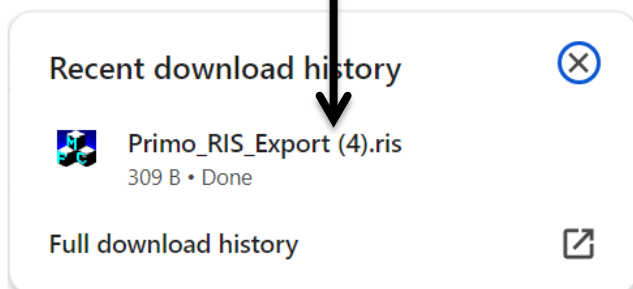 Recent download history
Primo_RIS_Export (4).ris
309 B • Done
Full download history